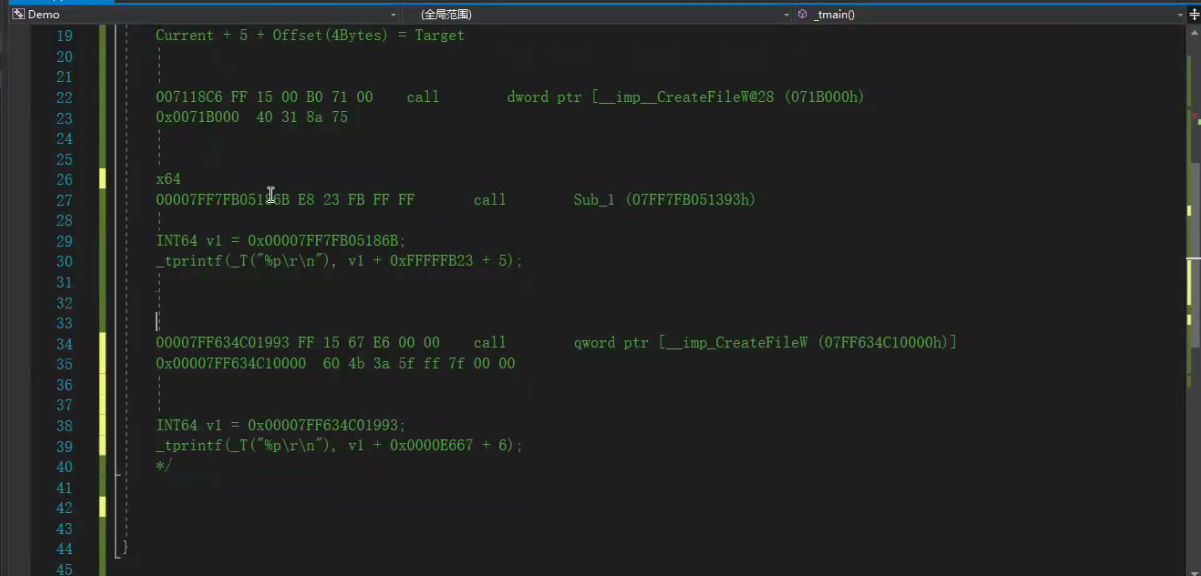 Demo (全局范围) _tmain()
19 Current + 5 + Offset(4Bytes) = Target
20
21
22 007118C6 FF 15 00 B0 71 00 call dword ptr [__imp__CreateFileW@28 (071B000h)
23 0x0071B000 40 31 8a 75
24
25
26 x64
27 00007FF7FB05186B E8 23 FB FF FF call Sub_1 (07FF7FB051393h)
28
29 INT64 v1 = 0x00007FF7FB05186B;
30 _tprintf(_T("%p\r\n"), v1 + 0xFFFFFB23 + 5);
31
32
33
34 00007FF634C01993 FF 15 67 E6 00 00 call qword ptr [__imp_CreateFileW (07FF634C10000h)]
35 0x00007FF634C10000 60 4b 3a 5f ff 7f 00 00
36
37
38 INT64 v1 = 0x00007FF634C01993;
39 _tprintf(_T("%p\r\n"), v1 + 0x0000E667 + 6);
40 */
41
42
43
44 }
45